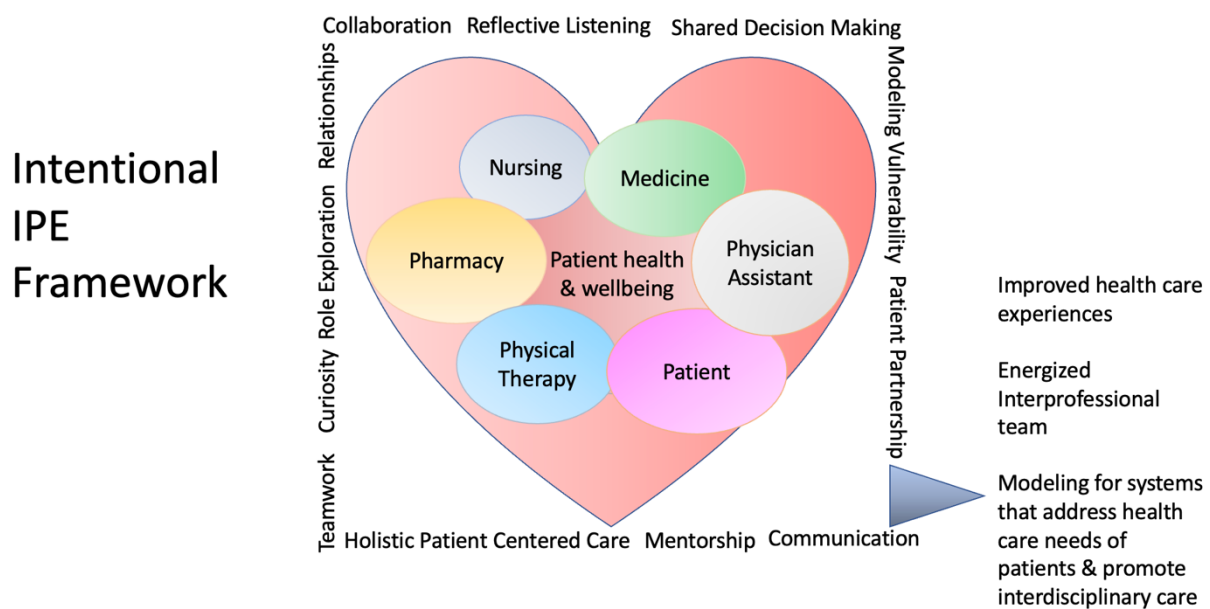 Intentional
IPE
Framework
Collaboration
Reflective Listening
Shared Decision Making
Relationships
Role Exploration
Curiosity
Teamwork
Modeling Vulnerability
Patient Partnership
Nursing
Medicine
Pharmacy
Patient health
& wellbeing
Physician
Assistant
Physical
Therapy
Patient
Holistic Patient Centered Care
Mentorship
Communication
Improved health care
experiences
Energized
Interprofessional
team
Modeling for systems
that address health
care needs of
patients & promote
interdisciplinary care